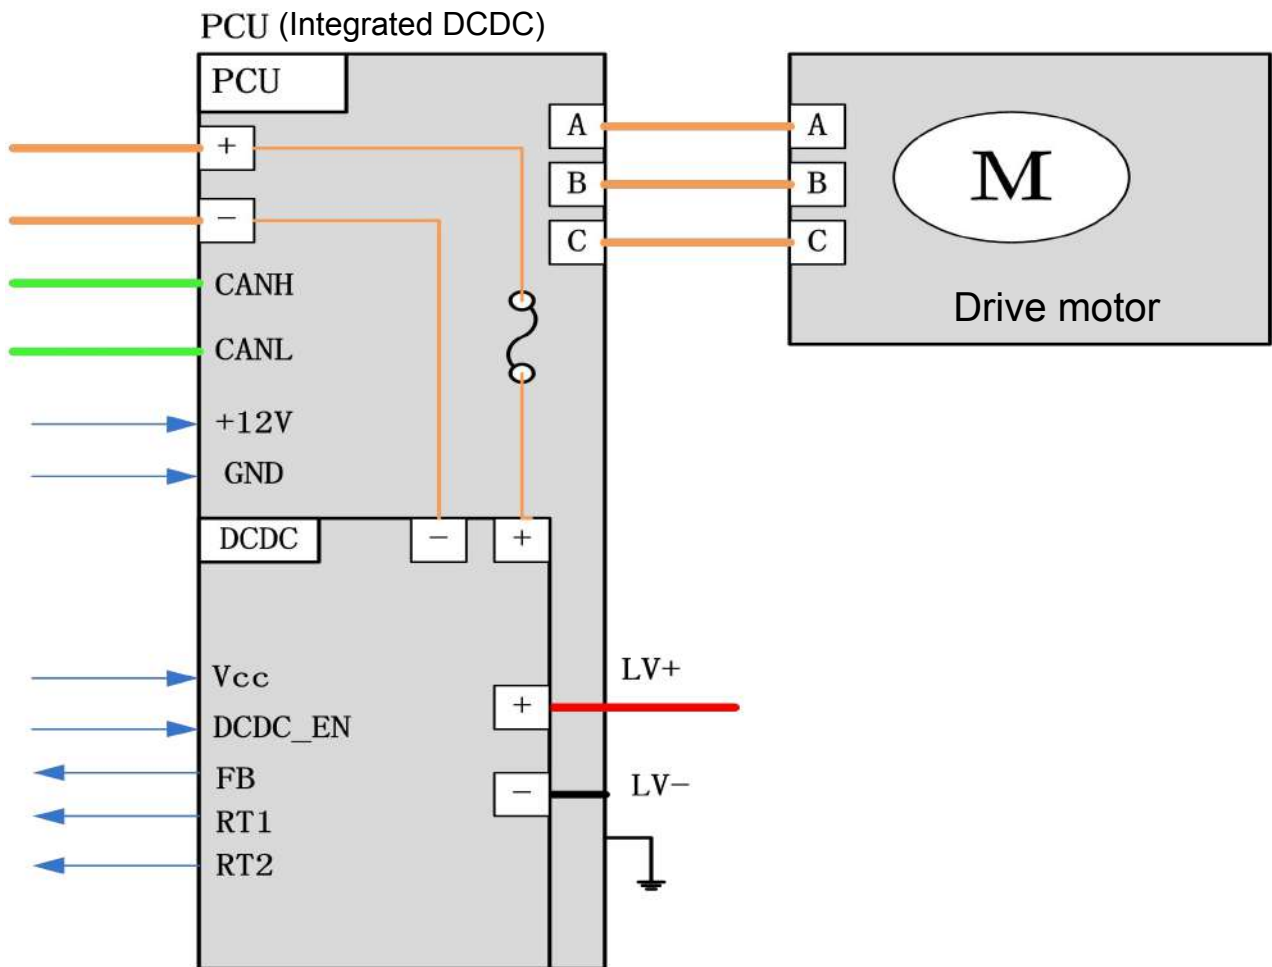 PCU (Integrated DCDC)
PCU
+
−
CANH
CANL
+12V
GND
A
B
C
A
B
C
M
Drive motor
DCDC
−
+
Vcc
DCDC_EN
FB
RT1
RT2
+
−
LV+
LV−